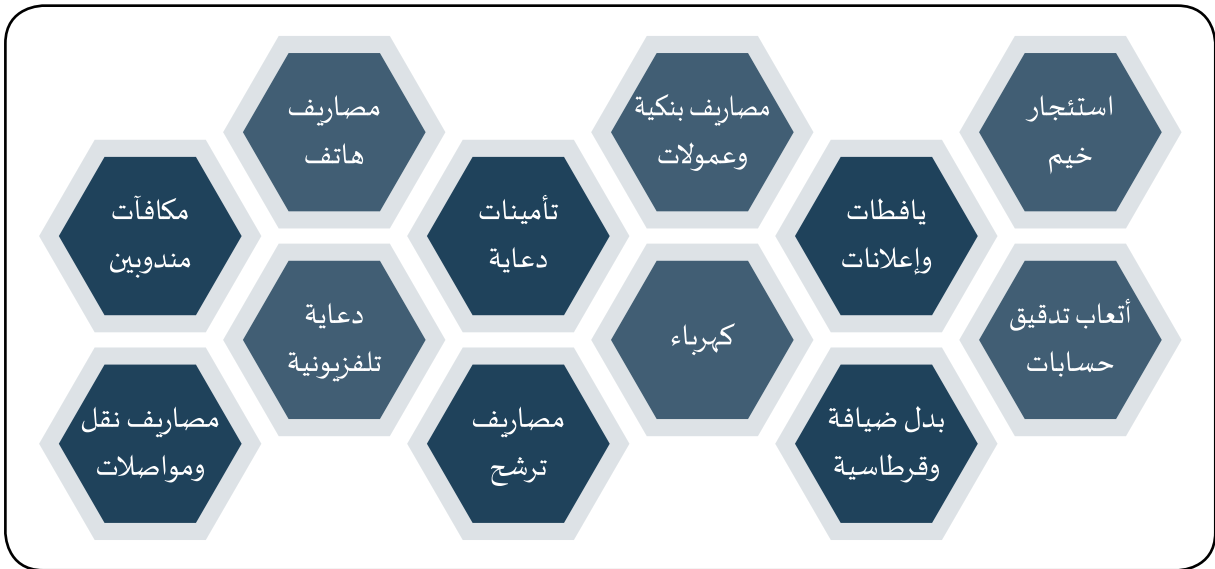 استئجار
خيم
مصاريف بنكية
وعمولات
مصاريف
هاتف
يافطات
وإعلانات
تأمينات
دعاية
مكافآت
مندوبين
أتعاب تدقيق
حسابات
كهرباء
دعاية
تلفزيونية
بدل ضيافة
وقرطاسية
مصاريف
ترشح
مصاريف نقل
ومواصلات